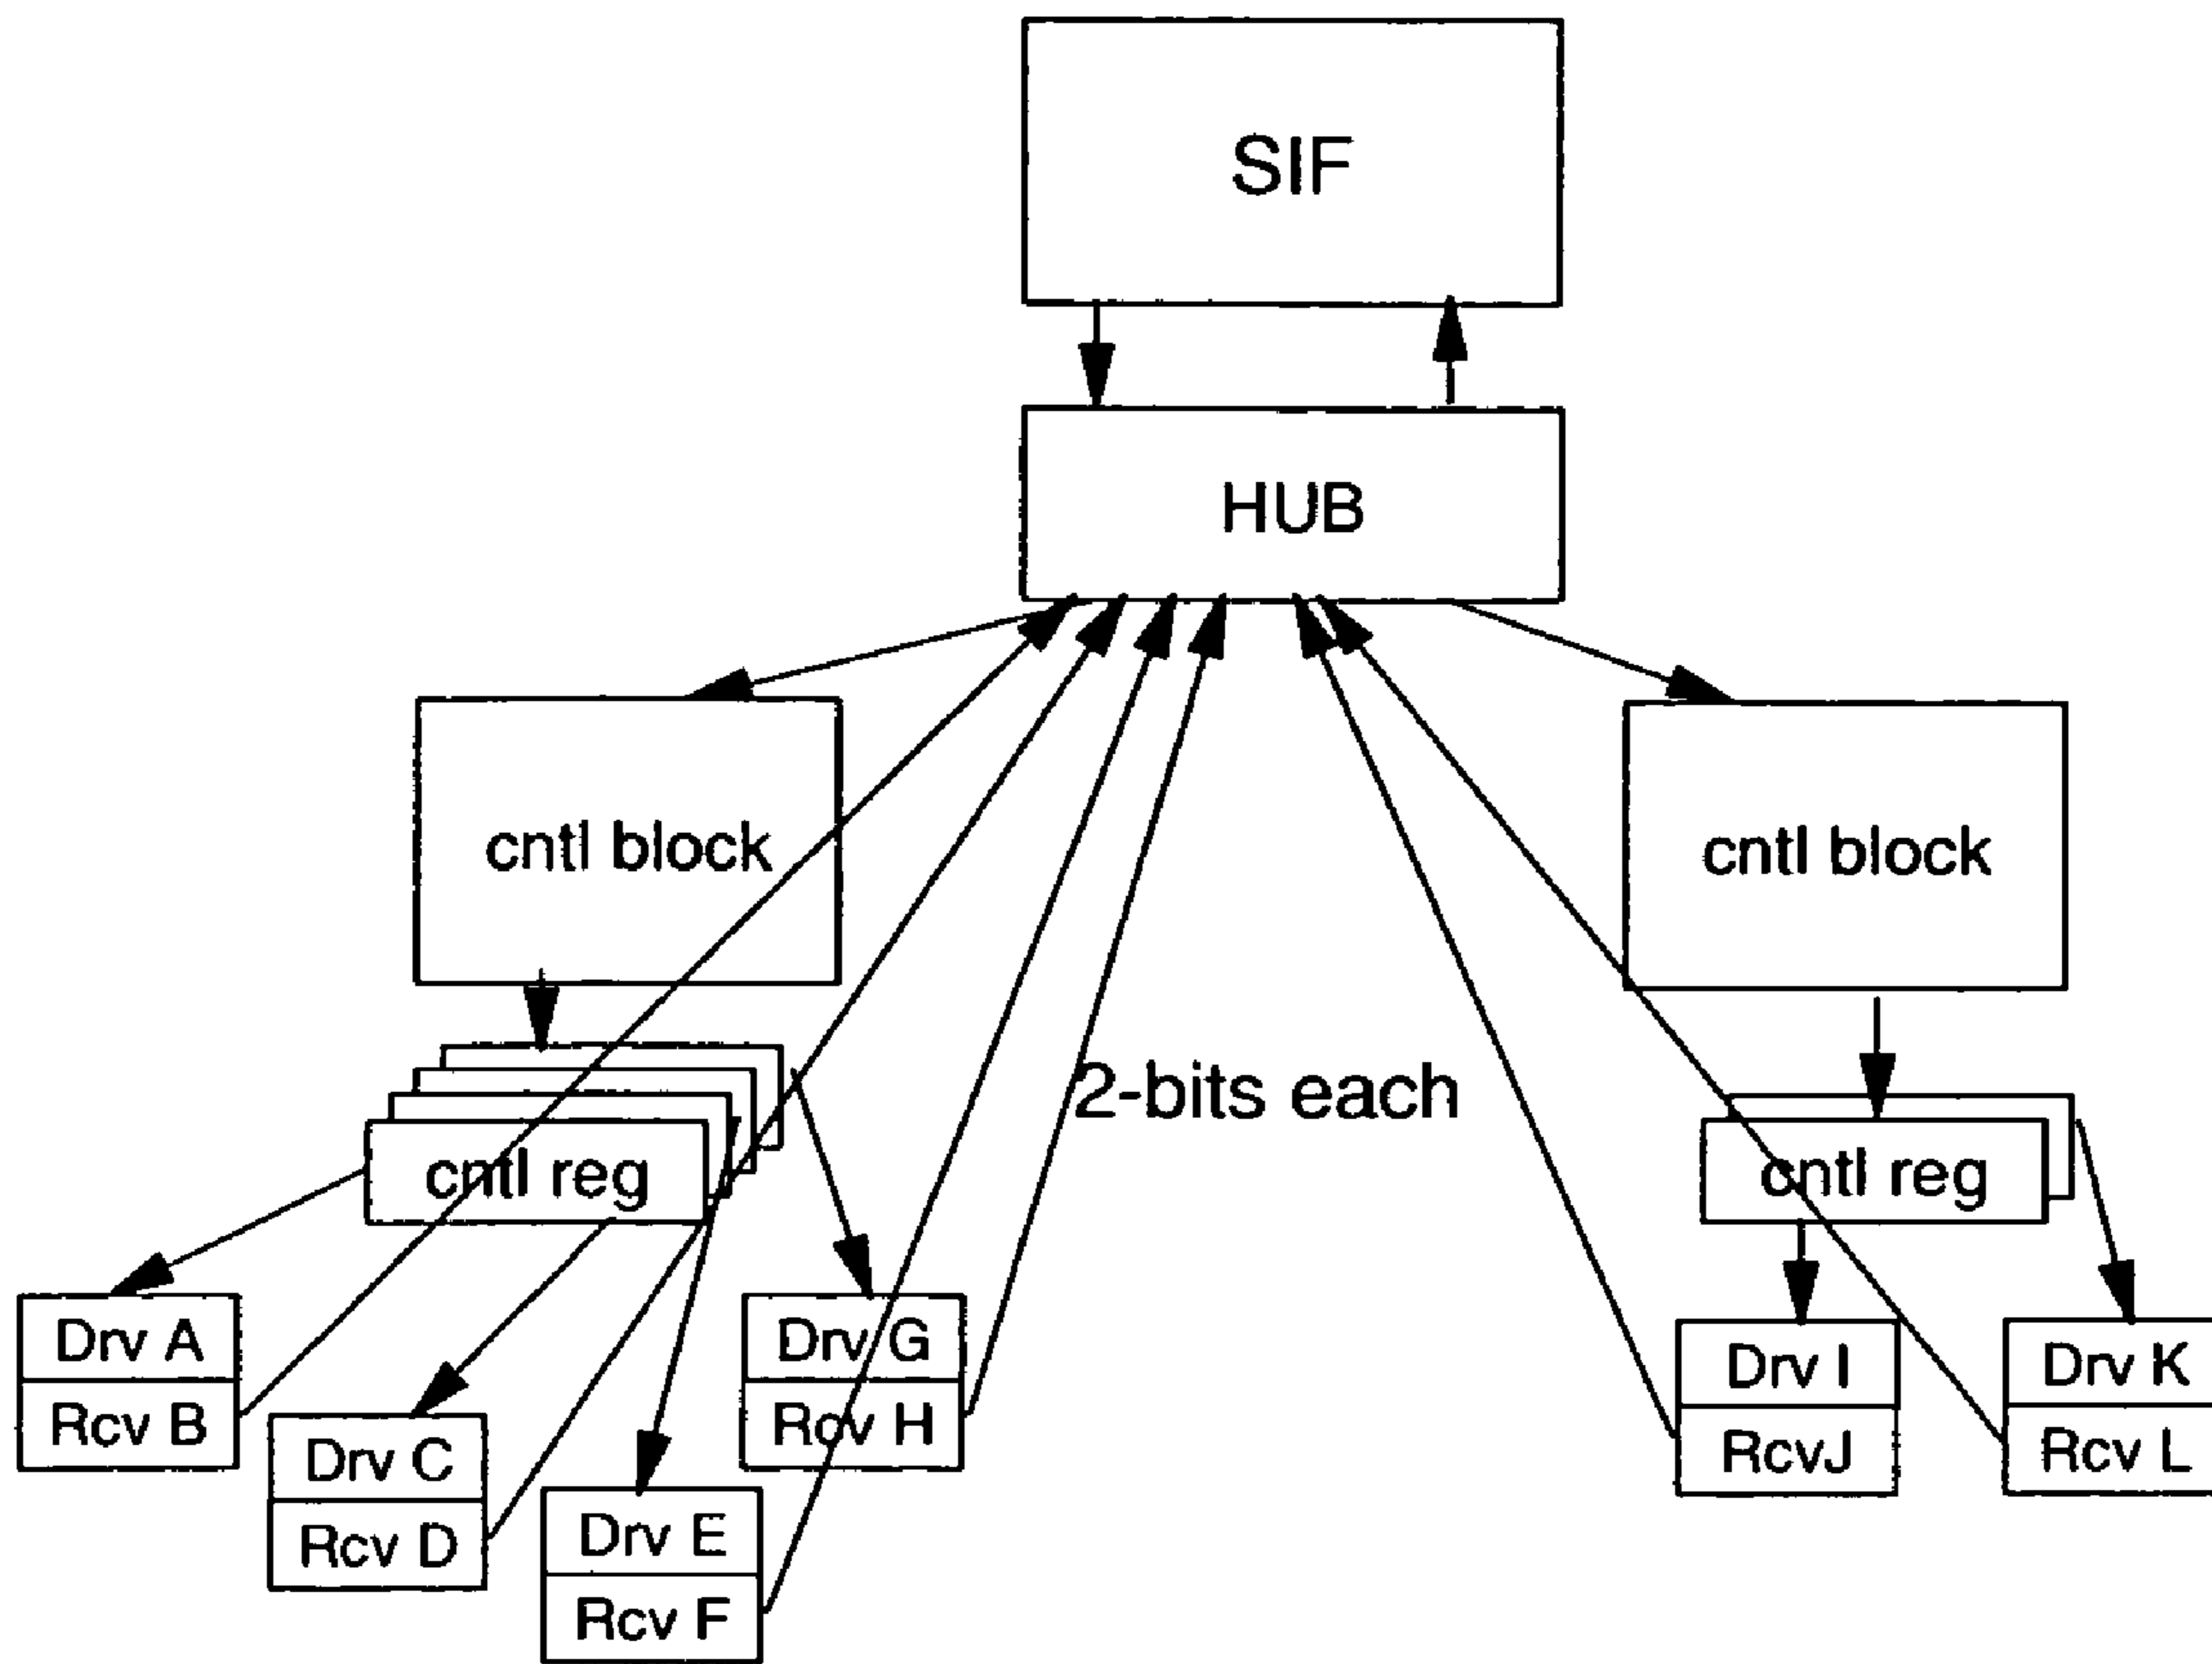 SIF
HUB
cntl block
cntl block
2-bits each
cntl reg
cntl reg
Drv A
Rcv B
Drv C
Rcv D
Drv E
Rcv F
Drv G
Rcv H
Drv I
RcvJ
Drv K
Rcv L